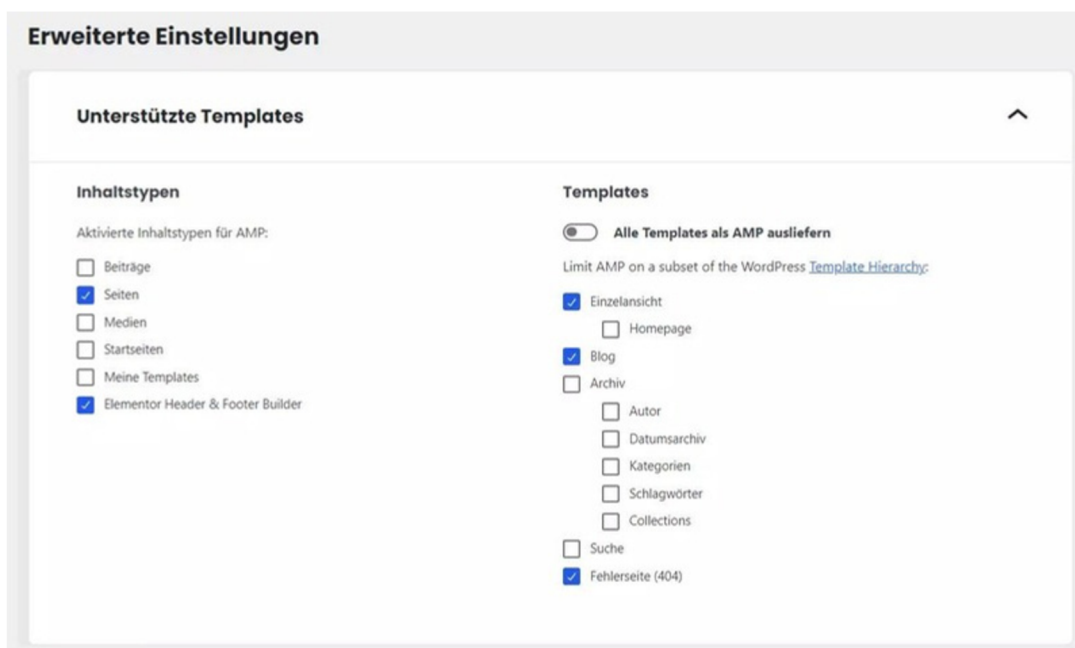 Erweiterte Einstellungen
Unterstützte Templates
Inhaltstypen
Aktivierte Inhaltstypen für AMP:
Beiträge
Seiten
Medien
Startseiten
Meine Templates
Elementor Header & Footer Builder
Templates
Alle Templates als AMP ausliefern
Limit AMP on a subset of the WordPress Template Hierarchy:
Einzelansicht
Homepage
Blog
Archiv
Autor
Datumsarchiv
Kategorien
Schlagwörter
Collections
Suche
Fehlerseite (404)